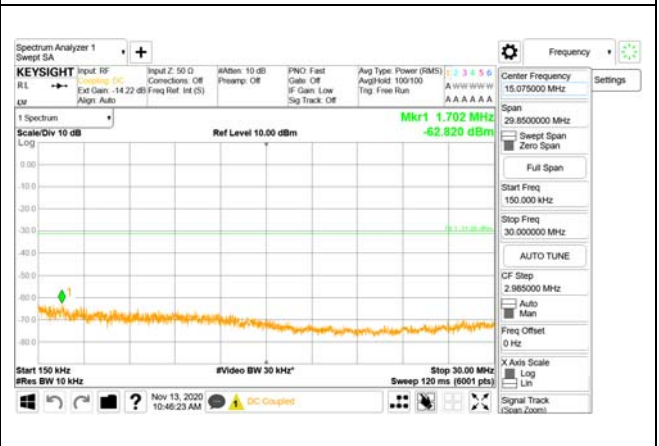 Spectrum Analyzer 1
Swept SA
+
Frequency
KEYSIGHT
Input: RF
Coupling: DC
Ext Gain: -14.22 dB
Align: Auto
RL
LM
Input Z: 50 Ω
Corrections: Off
Freq Ref: Int (S)
#Atten: 10 dB
Preamp: Off
PNO: Fast
Gate: Off
IF Gain: Low
Sig Track: Off
Avg Type: Power (RMS)
Avg|Hold: 100/100
Trig: Free Run
1 2 3 4 5 6
A W W W W W
A A A A A A
Center Frequency
15.075000 MHz
Settings
1 Spectrum
Scale/Div 10 dB
Ref Level 10.00 dBm
Mkr1 1.702 MHz
-62.820 dBm
Log
0.00
-10.0
-20.0
-30.0
-40.0
-50.0
-60.0
-70.0
-80.0
1
Span
29.8500000 MHz
Swept Span
Zero Span
Full Span
Start Freq
150.000 kHz
Stop Freq
30.000000 MHz
AUTO TUNE
CF Step
2.985000 MHz
Auto
Man
Freq Offset
0 Hz
X Axis Scale
Log
Lin
Signal Track
(Span Zoom)
Start 150 kHz
#Video BW 30 kHz*
Stop 30.00 MHz
#Res BW 10 kHz
Sweep 120 ms (6001 pts)
?
Nov 13, 2020
10:46:23 AM
1
DC Coupled